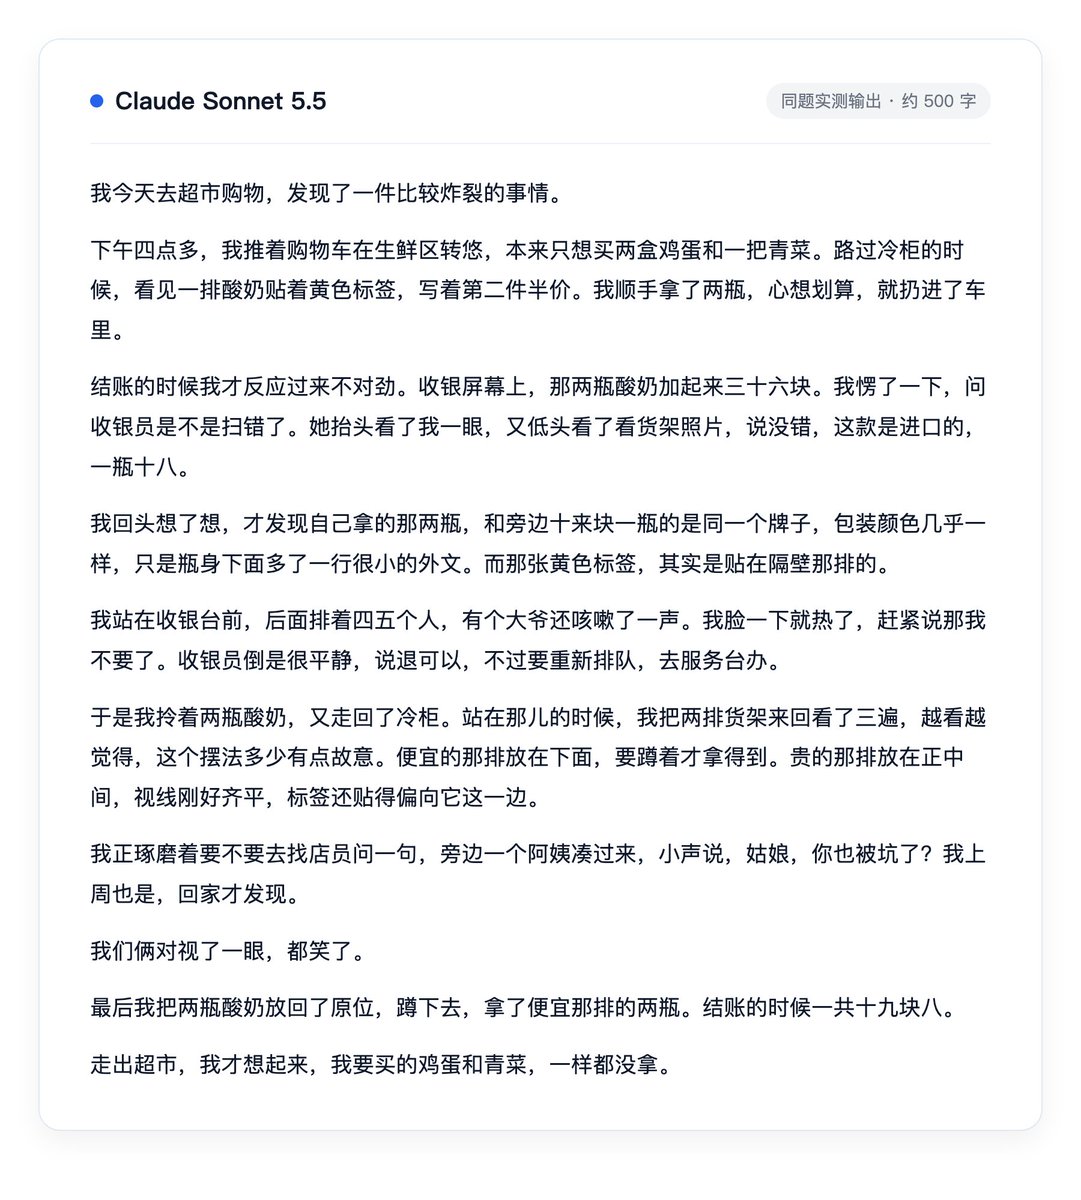 Claude Sonnet 5.5
同题实测输出 · 约 500 字
我今天去超市购物，发现了一件比较炸裂的事情。
下午四点多，我推着购物车在生鲜区转悠，本来只想买两盒鸡蛋和一把青菜。路过冷柜的时
候，看见一排酸奶贴着黄色标签，写着第二件半价。我顺手拿了两瓶，心想划算，就扔进了车
里。
结账的时候我才反应过来不对劲。收银屏幕上，那两瓶酸奶加起来三十六块。我愣了一下，问
收银员是不是扫错了。她抬头看了我一眼，又低头看了看货架照片，说没错，这款是进口的，
一瓶十八。
我回头想了想，才发现自己拿的那两瓶，和旁边十来块一瓶的是同一个牌子，包装颜色几乎一
样，只是瓶身下面多了一行很小的外文。而那张黄色标签，其实是贴在隔壁那排的。
我站在收银台前，后面排着四五个人，有个大爷还咳嗽了一声。我脸一下就热了，赶紧说那我
不要了。收银员倒是很平静，说退可以，不过要重新排队，去服务台办。
于是我拎着两瓶酸奶，又走回了冷柜。站在那儿的时候，我把两排货架来回看了三遍，越看越
觉得，这个摆法多少有点故意。便宜的那排放在下面，要蹲着才拿得到。贵的那排放在正中
间，视线刚好齐平，标签还贴得偏向它这一边。
我正琢磨着要不要去找店员问一句，旁边一个阿姨凑过来，小声说，姑娘，你也被坑了？我上
周也是，回家才发现。
我们俩对视了一眼，都笑了。
最后我把两瓶酸奶放回了原位，蹲下去，拿了便宜那排的两瓶。结账的时候一共十九块八。
走出超市，我才想起来，我要买的鸡蛋和青菜，一样都没拿。